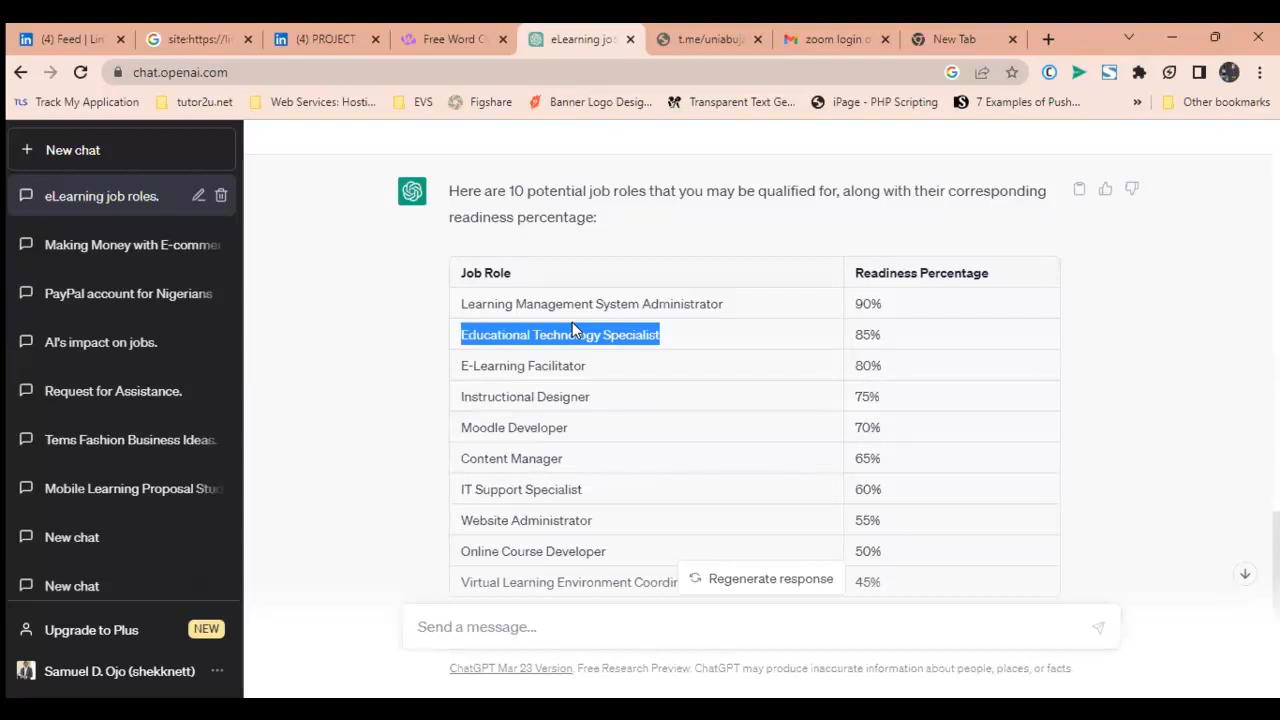 (4) Feed | Lin
site:https://li
(4) PROJECT
Free Word C
eLearning jo
t.me/uniabuj
zoom login o
New Tab
chat.openai.com
TLS Track My Application
tutor2u.net
Web Services: Hosti...
EVS
Figshare
Banner Logo Desig...
Transparent Text Ge...
iPage - PHP Scripting
7 Examples of Push...
»
Other bookmarks
+ New chat
eLearning job roles.
Making Money with E-comme
PayPal account for Nigerians
AI's impact on jobs.
Request for Assistance.
Tems Fashion Business Ideas.
Mobile Learning Proposal Stu
New chat
New chat
Upgrade to Plus NEW
Samuel D. Ojo (shekknett) ...
Here are 10 potential job roles that you may be qualified for, along with their corresponding
readiness percentage:
Job Role Readiness Percentage
Learning Management System Administrator 90%
Educational Technology Specialist 85%
E-Learning Facilitator 80%
Instructional Designer 75%
Moodle Developer 70%
Content Manager 65%
IT Support Specialist 60%
Website Administrator 55%
Online Course Developer 50%
Virtual Learning Environment Coordin 45%
Regenerate response
Send a message...
ChatGPT Mar 23 Version. Free Research Preview. ChatGPT may produce inaccurate information about people, places, or facts